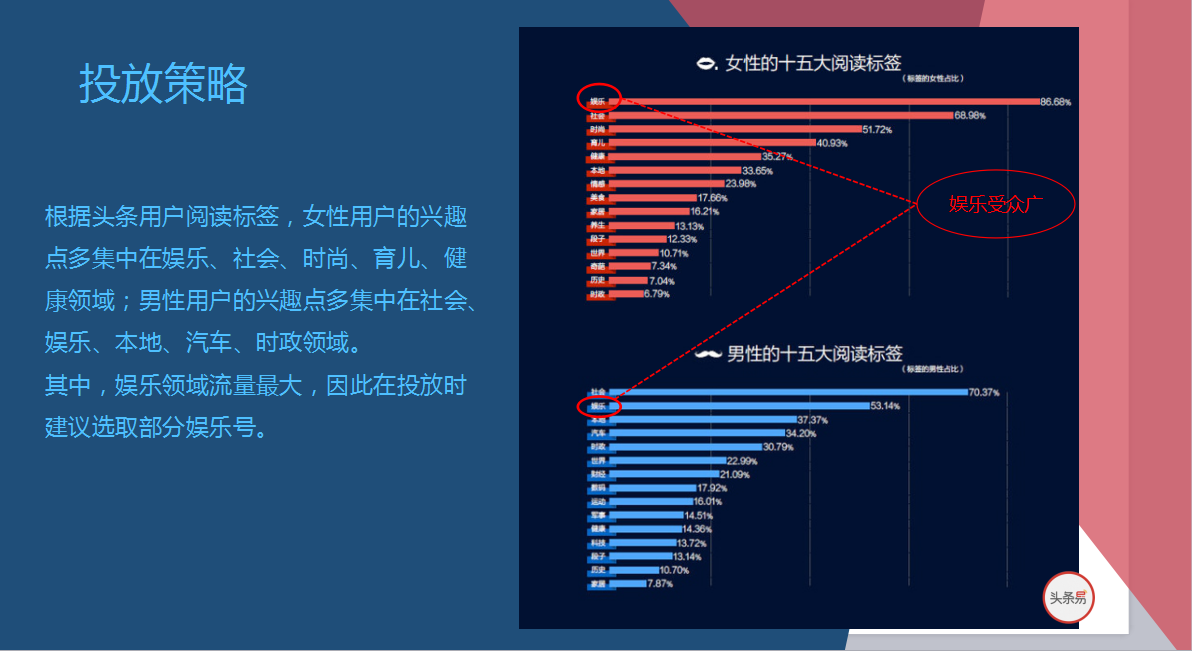 投放策略
根据头条用户阅读标签，女性用户的兴趣
点多集中在娱乐、社会、时尚、育儿、健
康领域；男性用户的兴趣点多集中在社会、
娱乐、本地、汽车、时政领域。
其中，娱乐领域流量最大，因此在投放时
建议选取部分娱乐号。
女性的十五大阅读标签
（标签的女性占比）
娱乐 86.68%
社会 68.98%
时尚 51.72%
育儿 40.93%
健康 35.27%
本地 33.65%
情感 23.98%
美食 17.66%
家居 16.21%
养生 13.13%
段子 12.33%
世界 10.71%
奇葩 7.34%
历史 7.04%
时政 6.79%
娱乐受众广
男性的十五大阅读标签
（标签的男性占比）
社会 70.37%
娱乐 53.14%
本地 37.37%
汽车 34.20%
时政 30.79%
世界 22.99%
财经 21.09%
数码 17.92%
运动 16.01%
军事 14.51%
健康 14.36%
科技 13.72%
段子 13.14%
历史 10.70%
家居 7.87%
头条易